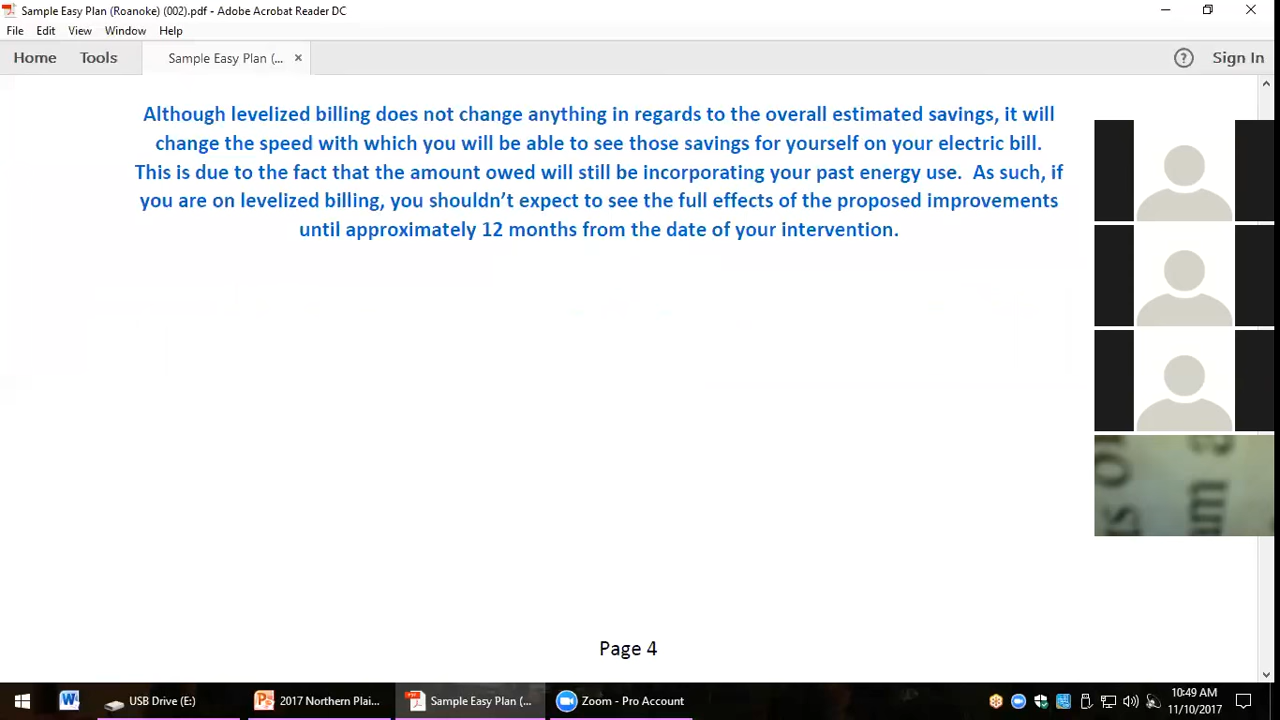 Sample Easy Plan (Roanoke) (002).pdf - Adobe Acrobat Reader DC
File Edit View Window Help
Home Tools Sample Easy Plan (... × ? Sign In
Although levelized billing does not change anything in regards to the overall estimated savings, it will
change the speed with which you will be able to see those savings for yourself on your electric bill.
This is due to the fact that the amount owed will still be incorporating your past energy use.  As such, if
you are on levelized billing, you shouldn’t expect to see the full effects of the proposed improvements
until approximately 12 months from the date of your intervention.
Page 4
USB Drive (E:) 2017 Northern Plai... Sample Easy Plan (... Zoom - Pro Account
10:49 AM
11/10/2017